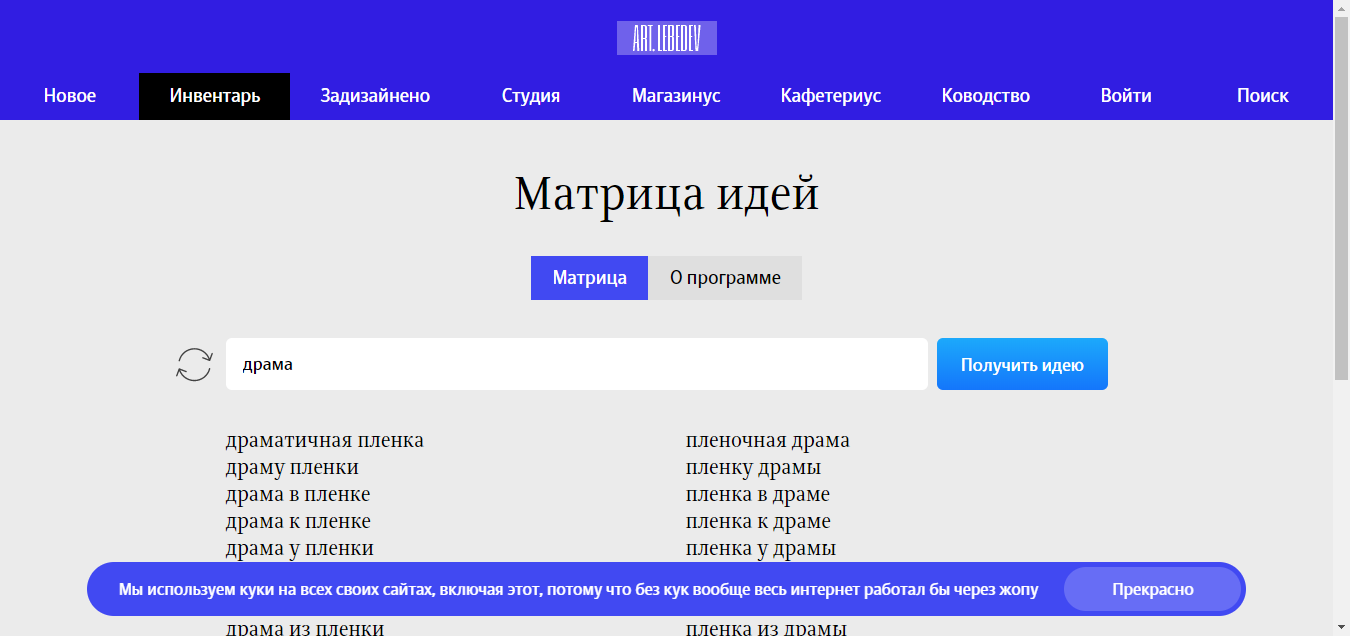 ART. LEBEDEV
Новое Инвентарь Задизайнено Студия Магазинус Кафетериус Ководство Войти Поиск
Матрица идей
Матрица О программе
драма Получить идею
драматичная пленка пленочная драма
драму пленки пленку драмы
драма в пленке пленка в драме
драма к пленке пленка к драме
драма у пленки пленка у драмы
Мы используем куки на всех своих сайтах, включая этот, потому что без кук вообще весь интернет работал бы через жопу Прекрасно
драма из пленки пленка из драмы